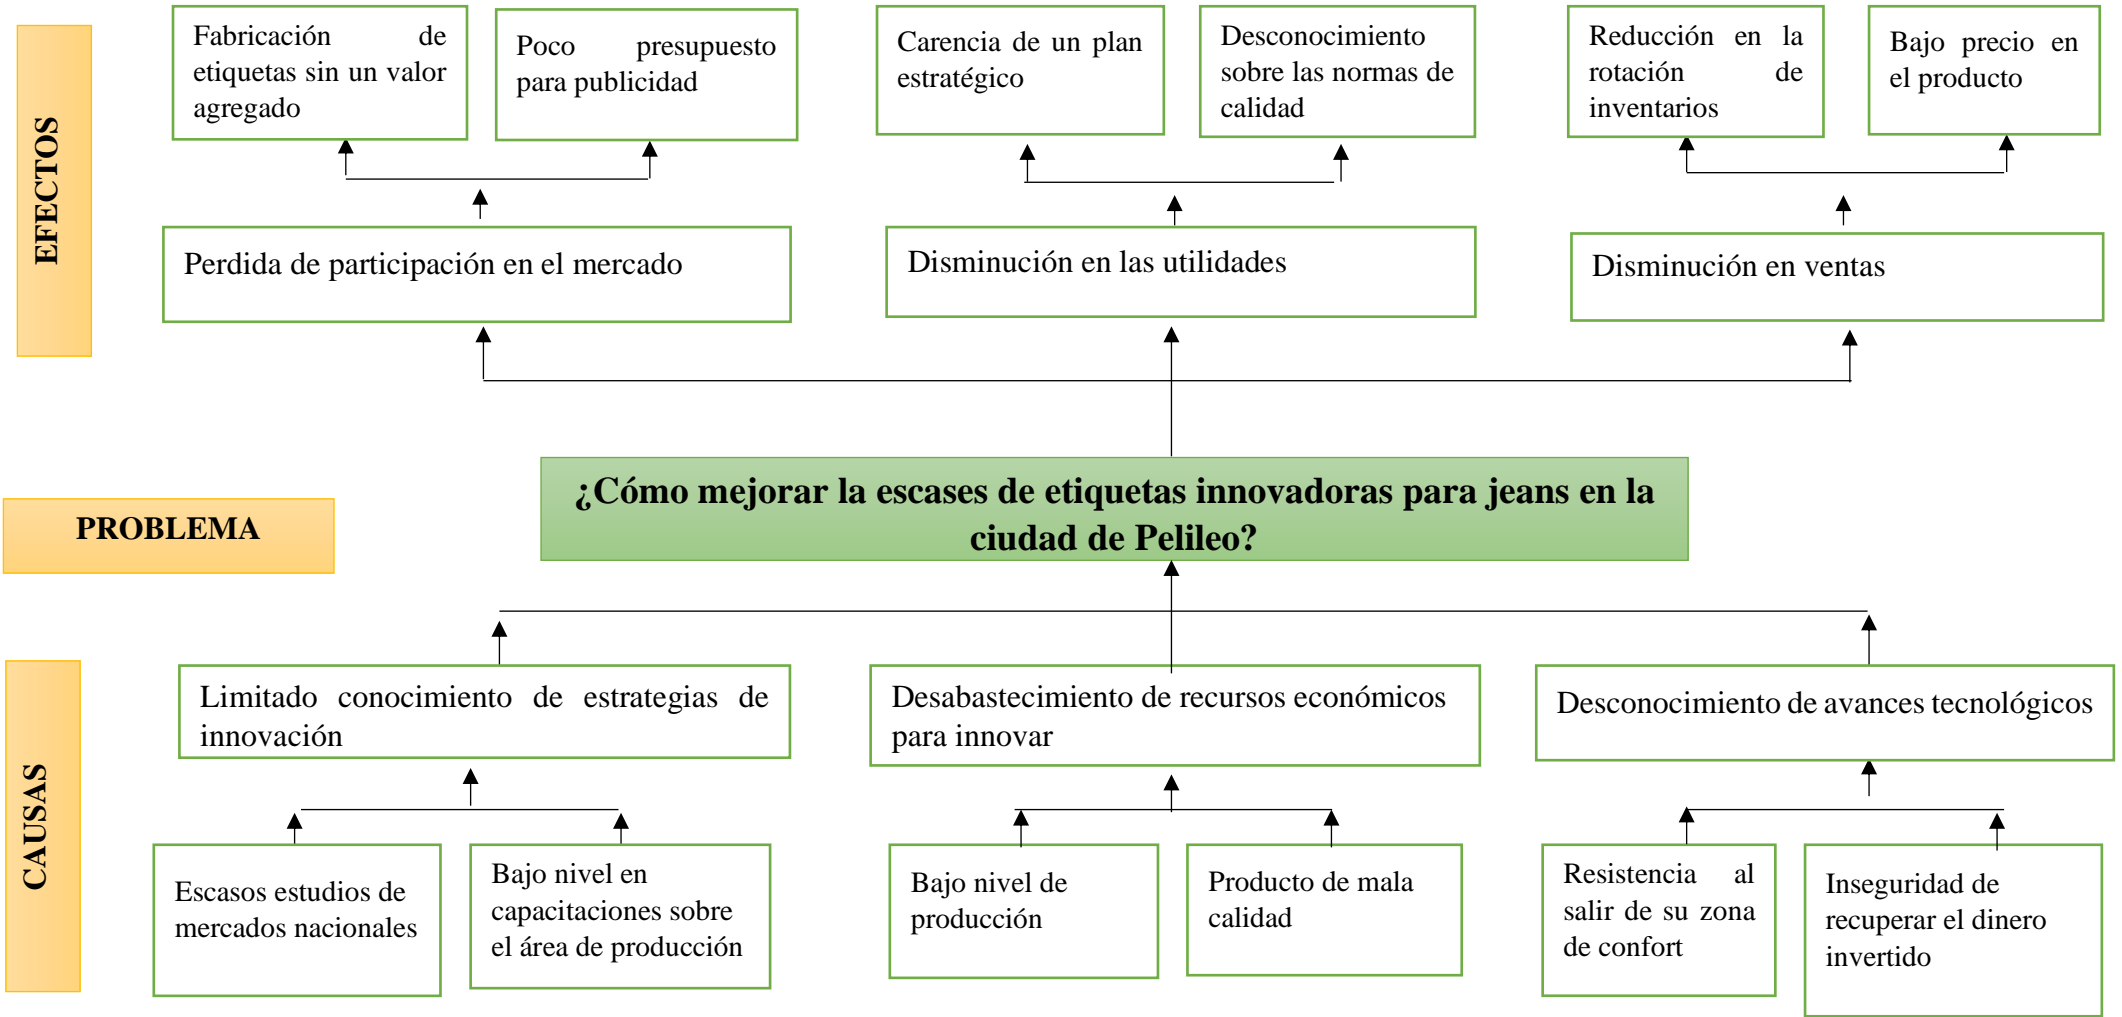 EFECTOS
Fabricación de
etiquetas sin un valor
agregado
Poco presupuesto
para publicidad
Carencia de un plan
estratégico
Desconocimiento
sobre las normas de
calidad
Reducción en la
rotación de
inventarios
Bajo precio en
el producto
Perdida de participación en el mercado
Disminución en las utilidades
Disminución en ventas
PROBLEMA
¿Cómo mejorar la escases de etiquetas innovadoras para jeans en la
ciudad de Pelileo?
CAUSAS
Limitado conocimiento de estrategias de
innovación
Desabastecimiento de recursos económicos
para innovar
Desconocimiento de avances tecnológicos
Escasos estudios de
mercados nacionales
Bajo nivel en
capacitaciones sobre
el área de producción
Bajo nivel de
producción
Producto de mala
calidad
Resistencia al
salir de su zona
de confort
Inseguridad de
recuperar el dinero
invertido